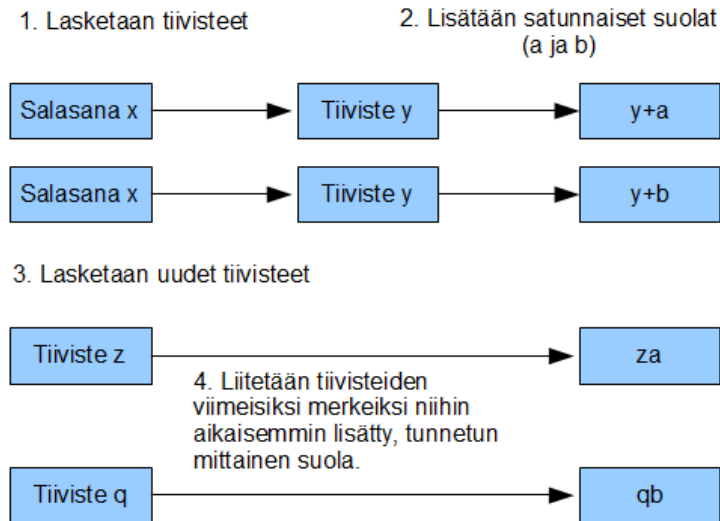 1. Lasketaan tiivisteet
2. Lisätään satunnaiset suolat
(a ja b)
Salasana x
Tiiviste y
y+a
Salasana x
Tiiviste y
y+b
3. Lasketaan uudet tiivisteet
Tiiviste z
za
4. Liitetään tiivisteiden
viimeisiksi merkeiksi niihin
aikaisemmin lisätty, tunnetun
mittainen suola.
Tiiviste q
qb